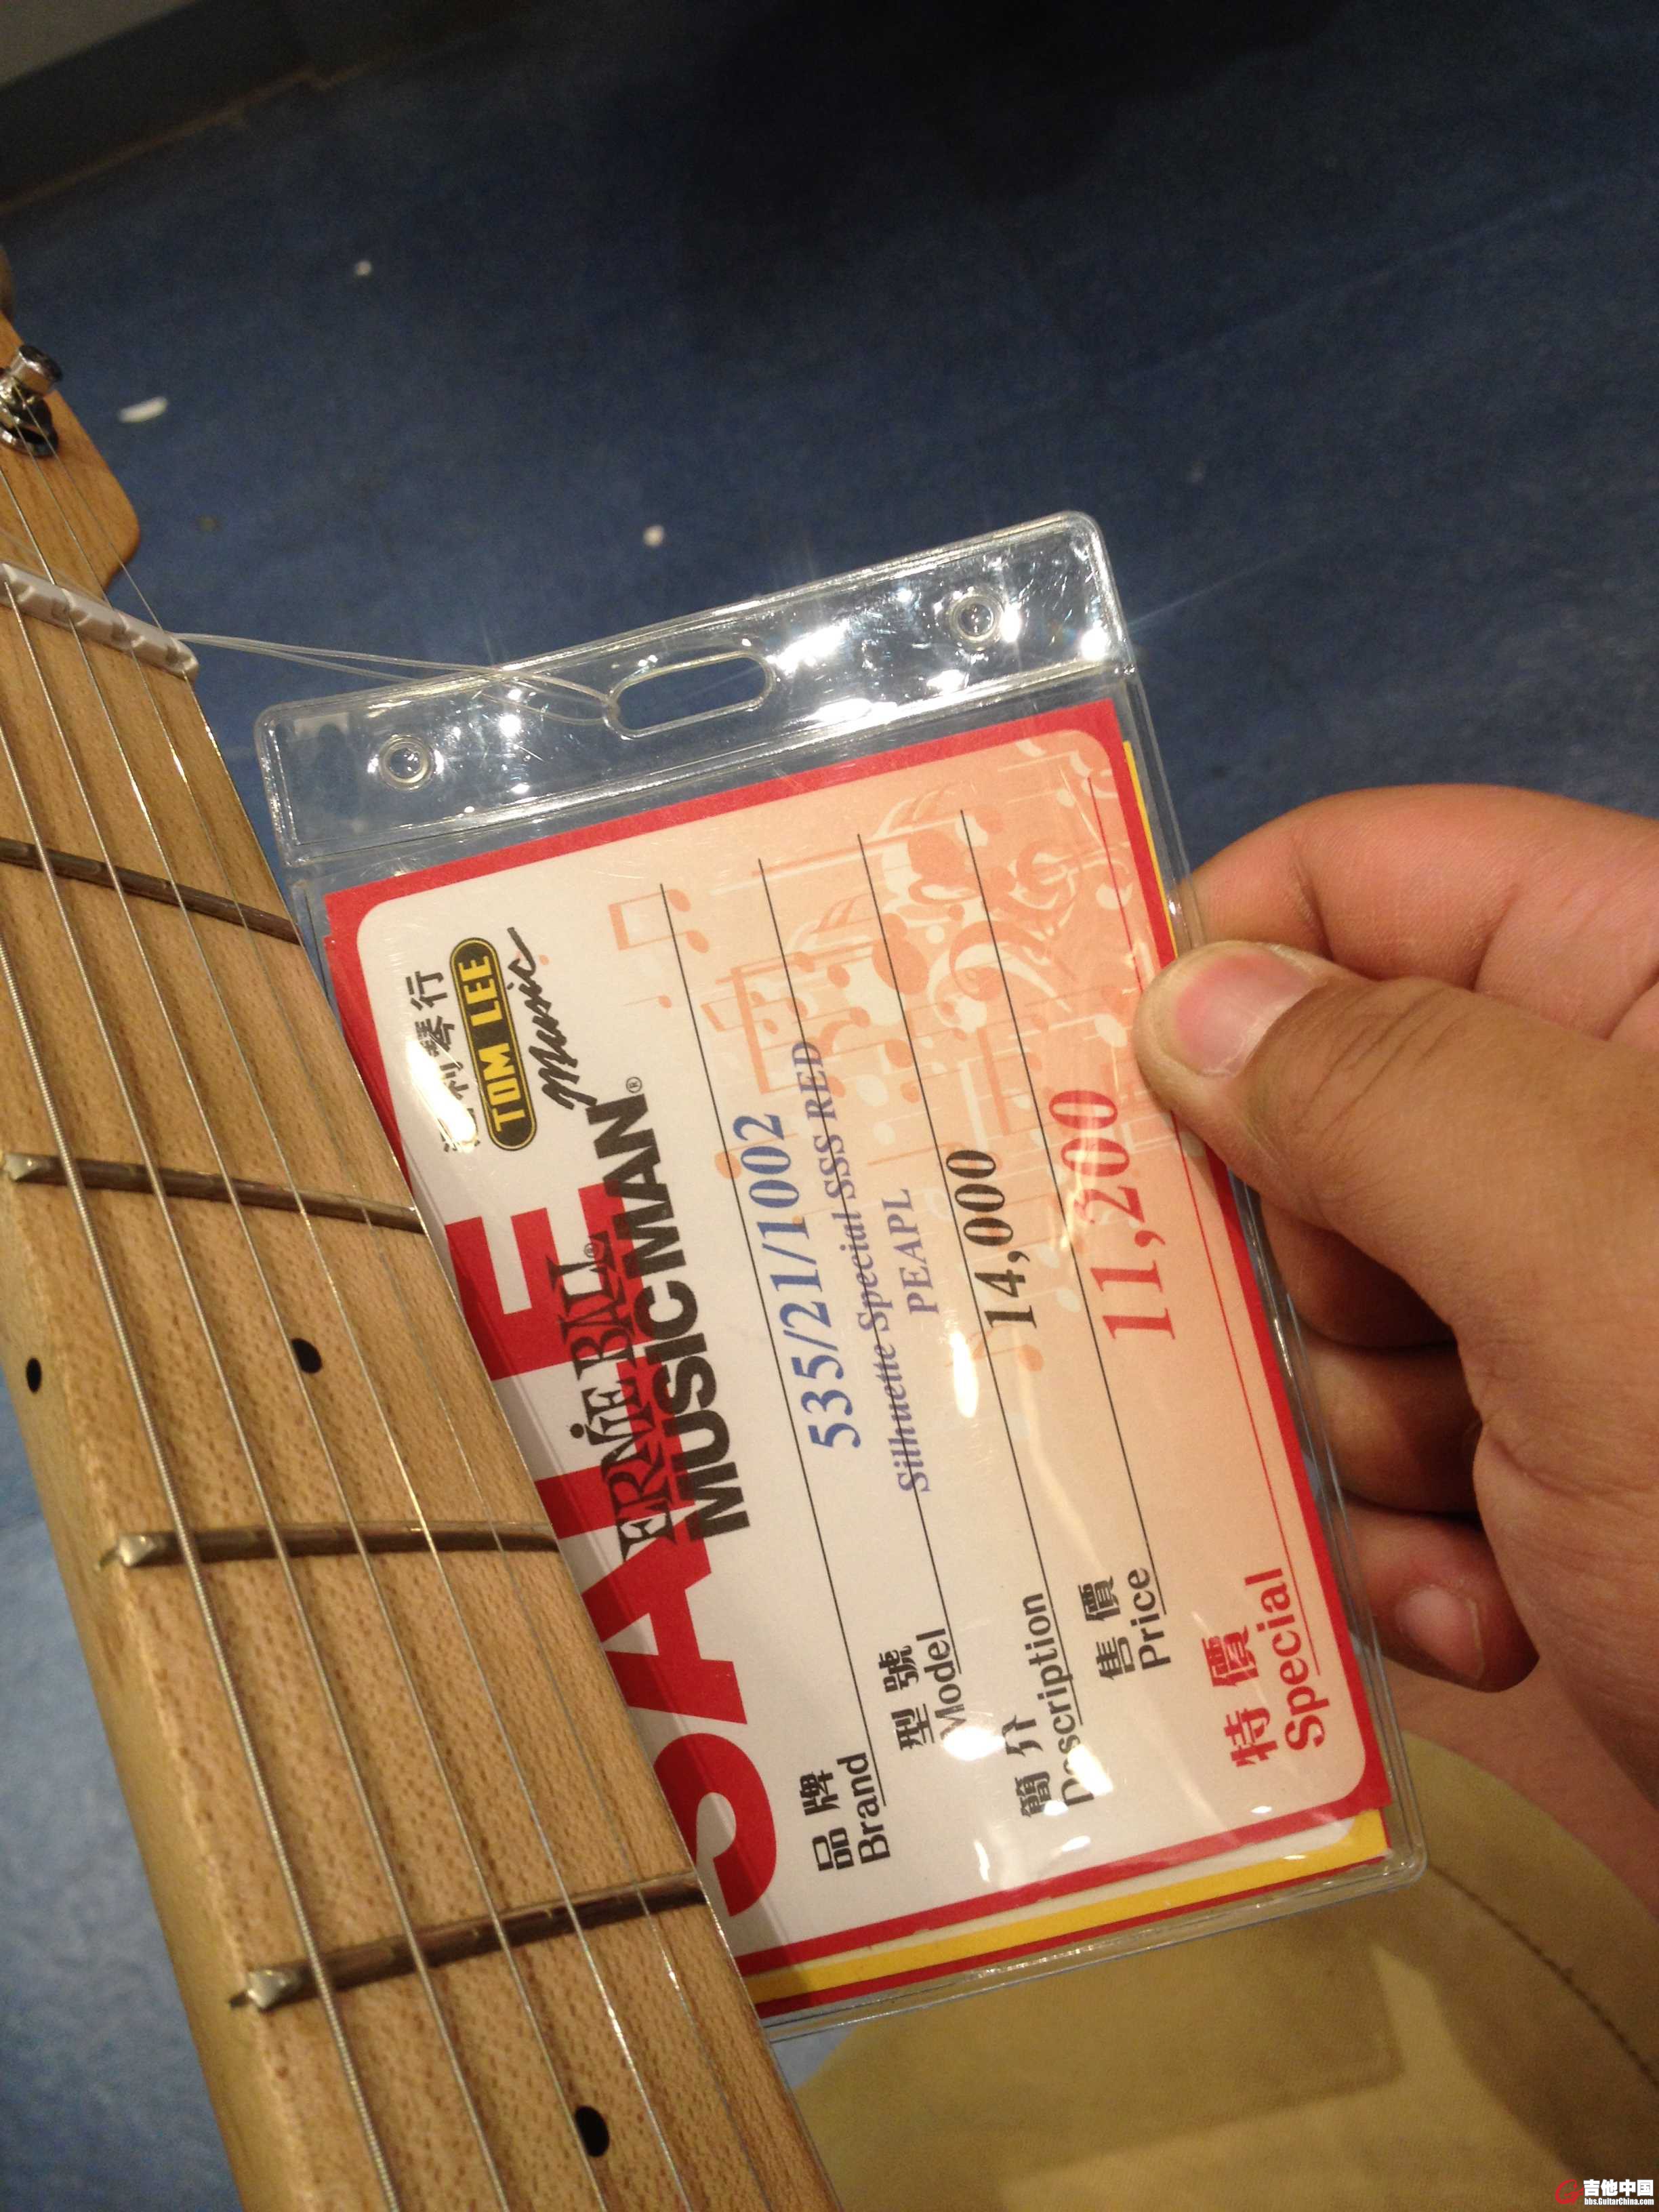 通利琴行
TOM LEE
Music
SALE
品牌
Brand
ERNIE BALL®
MUSIC MAN®
型號
Model
535/21/1002
簡介
Description
Silhuette Special SSS RED
PEAPL
售價
Price
14,000
特價
Special
11,200
吉他中国
bbs.GuitarChina.com